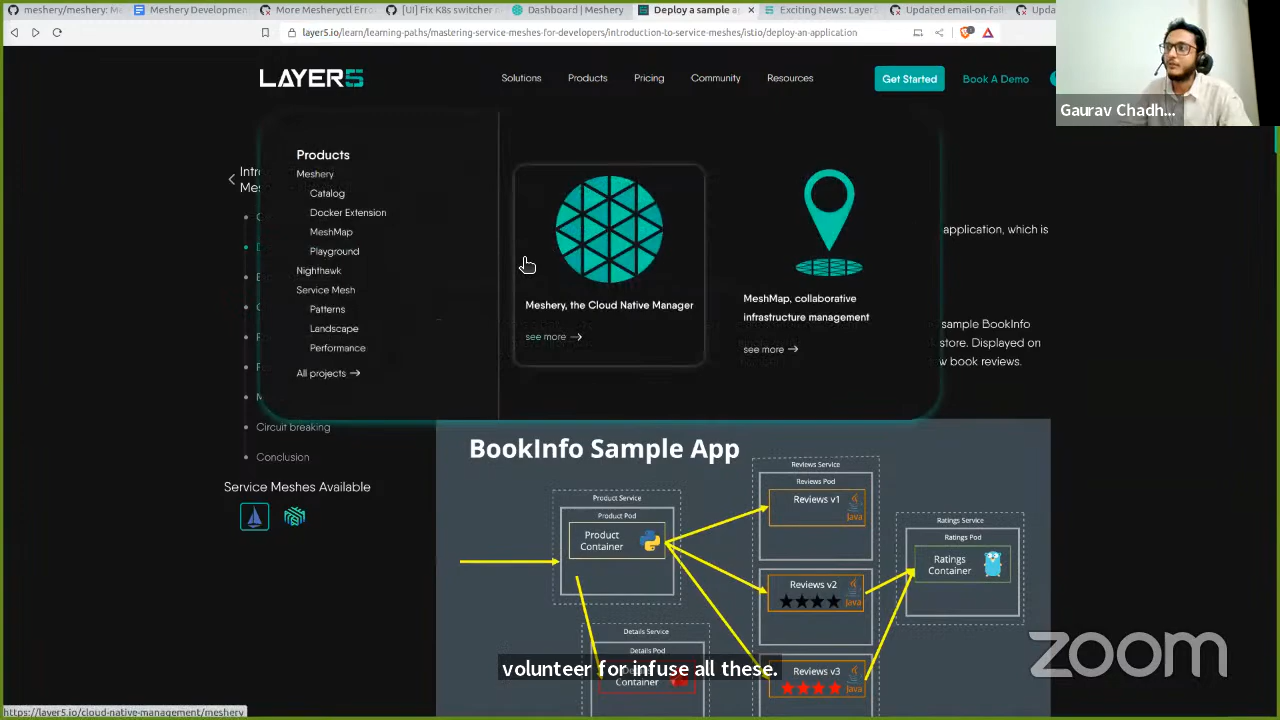 meshery/meshery: Me
Meshery Developmen
More Mesheryctl Erro
[UI] Fix K8s switcher n
Dashboard | Meshery
Deploy a sample a
Exciting News: Layer5
Updated email-on-fail
Upda
layer5.io/learn/learning-paths/mastering-service-meshes-for-developers/introduction-to-service-meshes/istio/deploy-an-application
LAYER5
Solutions
Products
Pricing
Community
Resources
Get Started
Book A Demo
Gaurav Chadh...
Products
Meshery
Catalog
Docker Extension
MeshMap
Playground
Nighthawk
Service Mesh
Patterns
Landscape
Performance
All projects →
Meshery, the Cloud Native Manager
see more →
MeshMap, collaborative
infrastructure management
see more →
Intr
Me
application, which is
sample BookInfo
store. Displayed on
w book reviews.
Circuit breaking
Conclusion
Service Meshes Available
BookInfo Sample App
Product Service
Product Pod
Product
Container
Reviews Service
Reviews Pod
Reviews v1
Java
Reviews v2
Java
Reviews v3
Java
Ratings Service
Ratings Pod
Ratings
Container
Details Service
Details Pod
Container
volunteer for infuse all these.
zoom
https://layer5.io/cloud-native-management/meshery